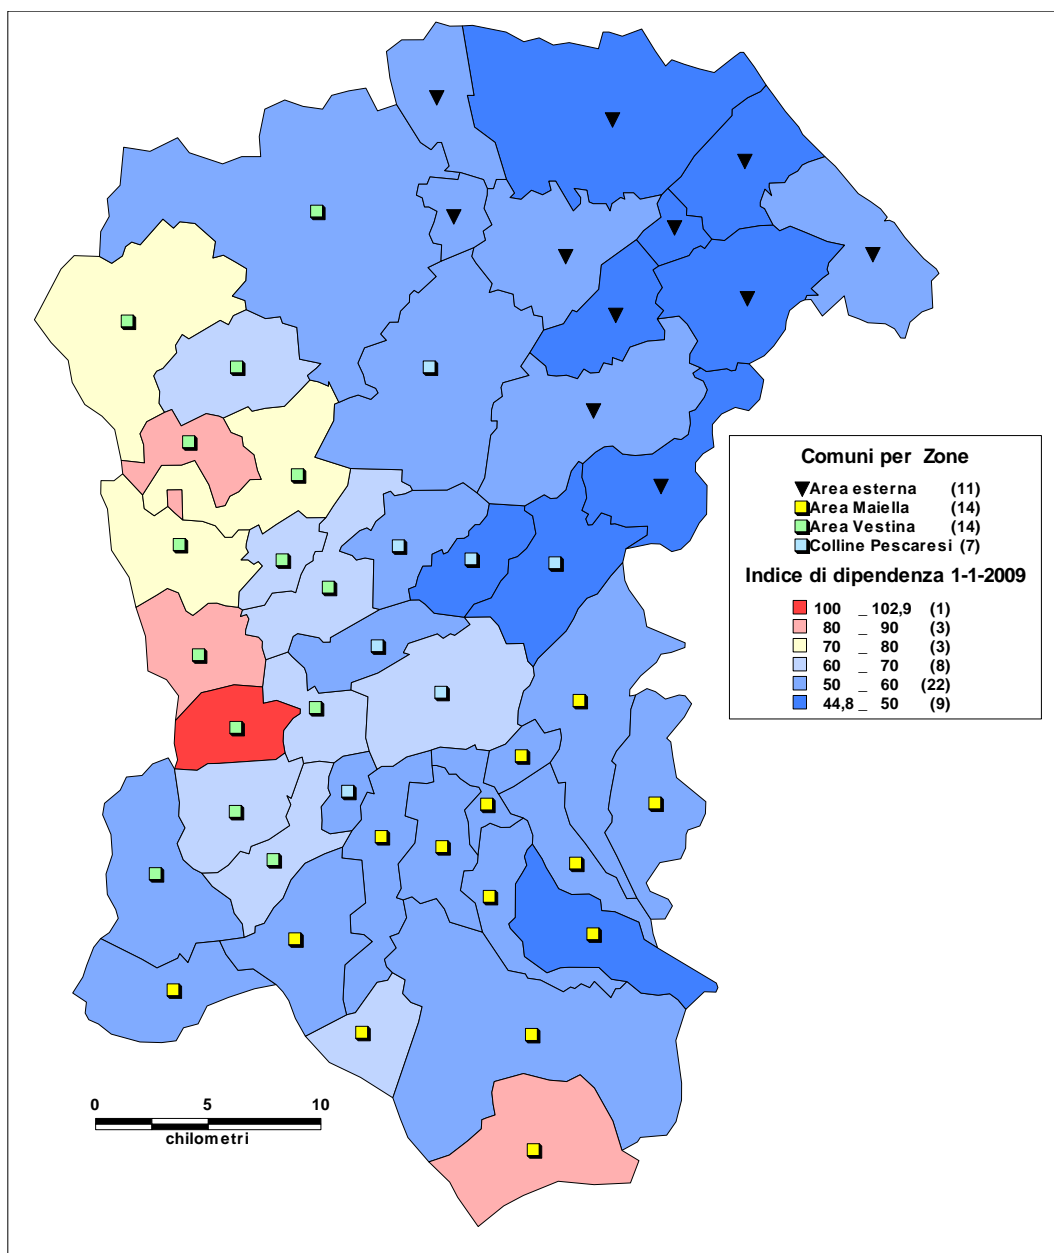 Comuni per Zone
Area esterna (11)
Area Maiella (14)
Area Vestina (14)
Colline Pescaresi (7)
Indice di dipendenza 1-1-2009
100 _ 102,9 (1)
80 _ 90 (3)
70 _ 80 (3)
60 _ 70 (8)
50 _ 60 (22)
44,8 _ 50 (9)
0 5 10
chilometri